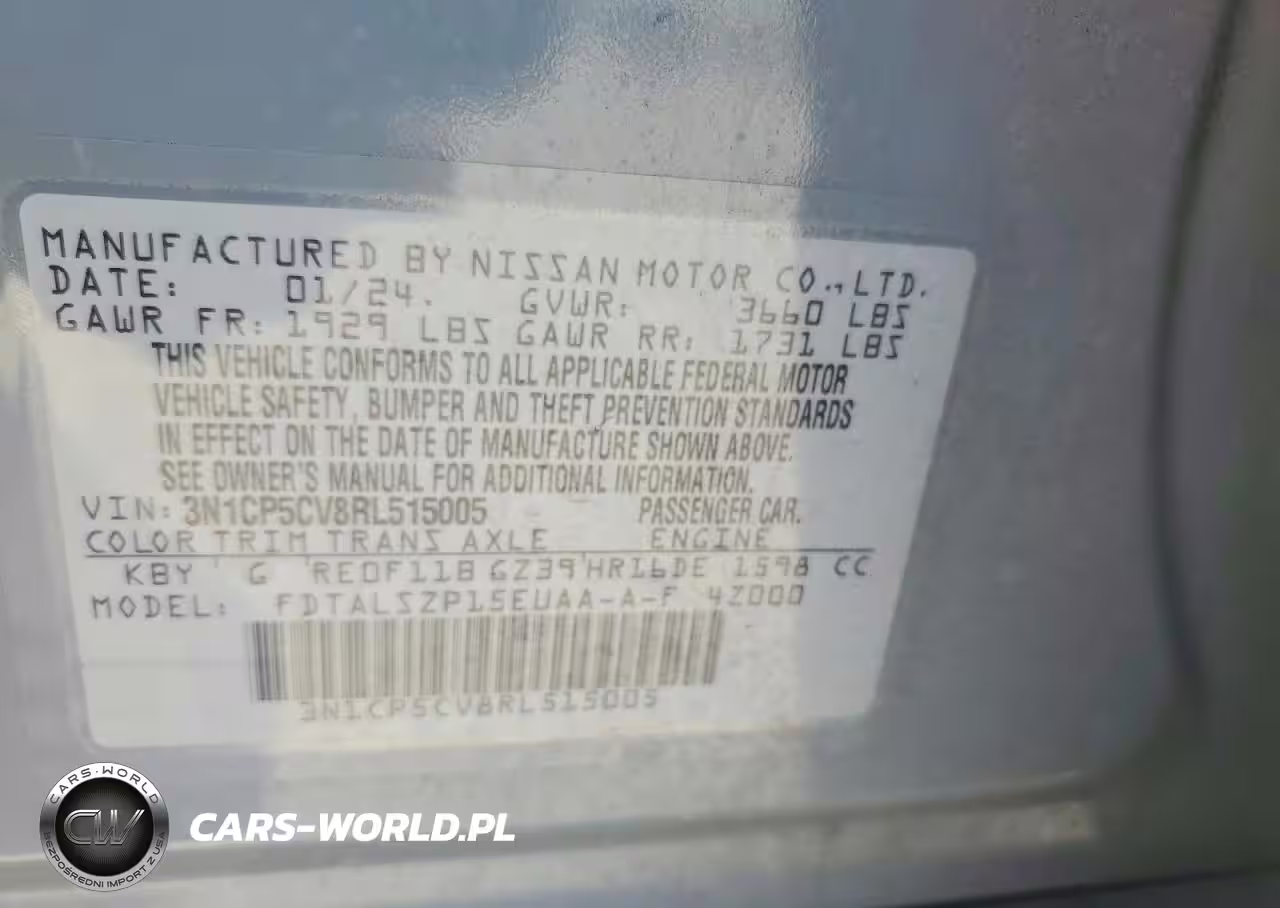 MANUFACTURED BY NISSAN MOTOR CO., LTD.
DATE: 01/24. GVWR: 3660 LBS
GAWR FR: 1929 LBS GAWR RR: 1731 LBS
THIS VEHICLE CONFORMS TO ALL APPLICABLE FEDERAL MOTOR
VEHICLE SAFETY, BUMPER AND THEFT PREVENTION STANDARDS
IN EFFECT ON THE DATE OF MANUFACTURE SHOWN ABOVE.
SEE OWNER'S MANUAL FOR ADDITIONAL INFORMATION.
VIN: 3N1CP5CV8RL515005 PASSENGER CAR.
COLOR TRIM TRANS AXLE ENGINE
KBY G RE0F11B GZ39 HR16DE 1598 CC
MODEL: FDTALSZP15EUAA-A-F 4Z000
3N1CP5CV8RL515005
CARS-WORLD
CW
BEZPOŚREDNI IMPORT Z USA
CARS-WORLD.PL